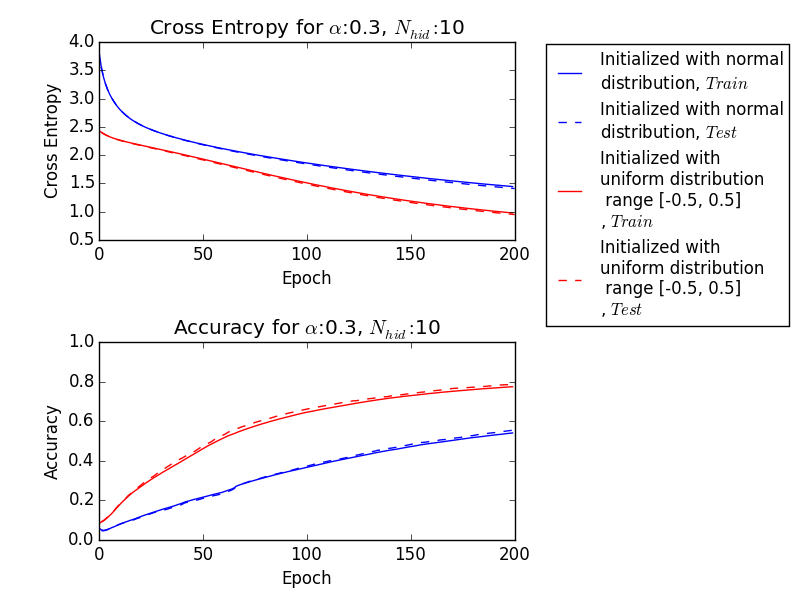 Cross Entropy for α:0.3, N_hid:10
4.0
3.5
3.0
2.5
2.0
1.5
1.0
0.5
Cross Entropy
0 50 100 150 200
Epoch
Initialized with normal
distribution, Train
Initialized with normal
distribution, Test
Initialized with
uniform distribution
range [-0.5, 0.5]
, Train
Initialized with
uniform distribution
range [-0.5, 0.5]
, Test
Accuracy for α:0.3, N_hid:10
1.0
0.8
0.6
0.4
0.2
0.0
Accuracy
0 50 100 150 200
Epoch